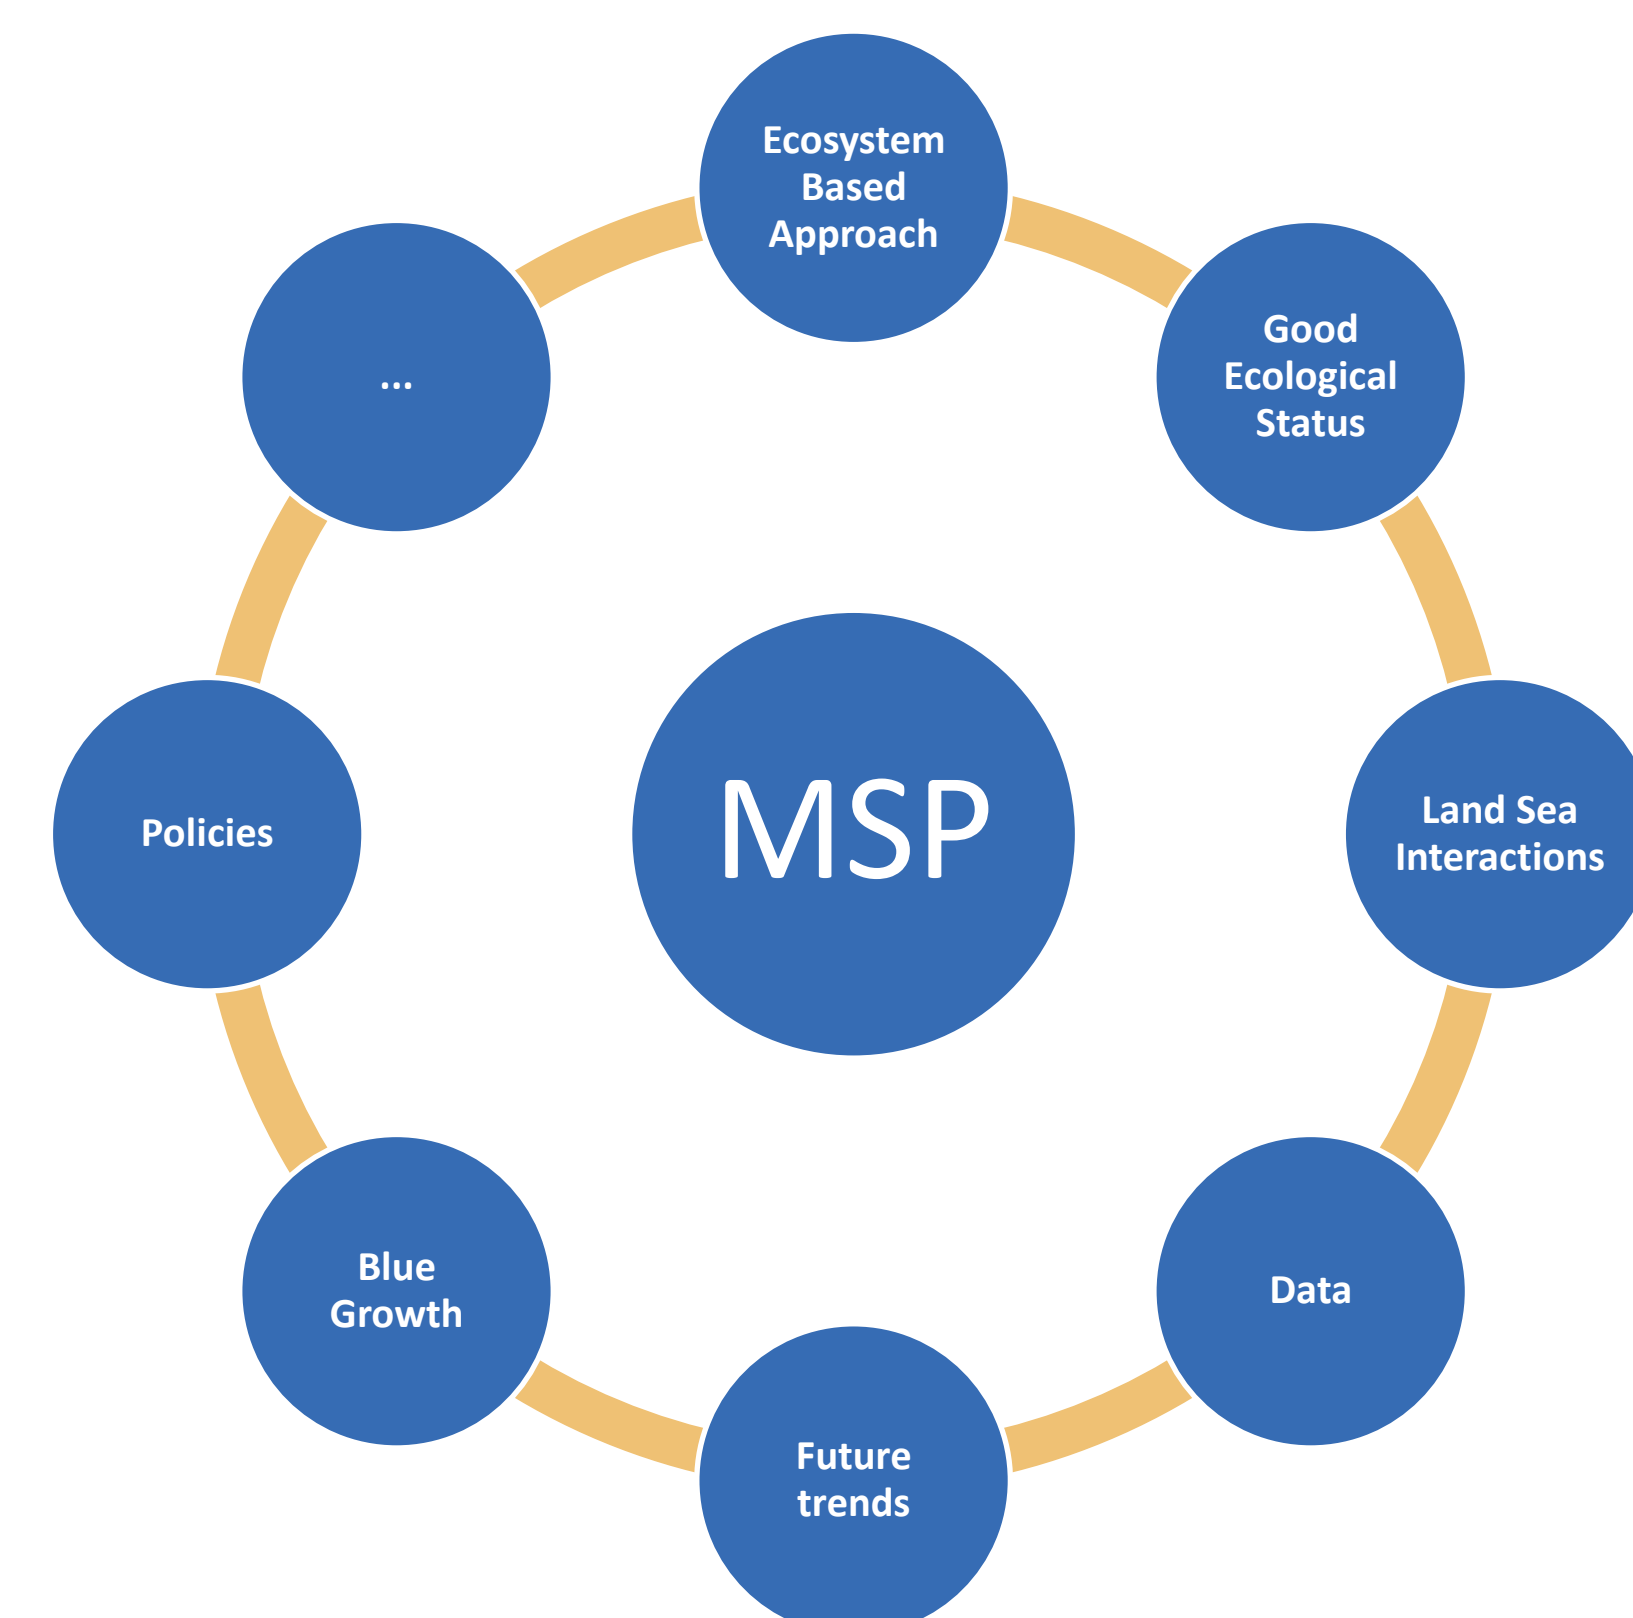 Ecosystem
Based
Approach
Good
Ecological
Status
Land Sea
Interactions
Data
Future
trends
Blue
Growth
Policies
...
MSP